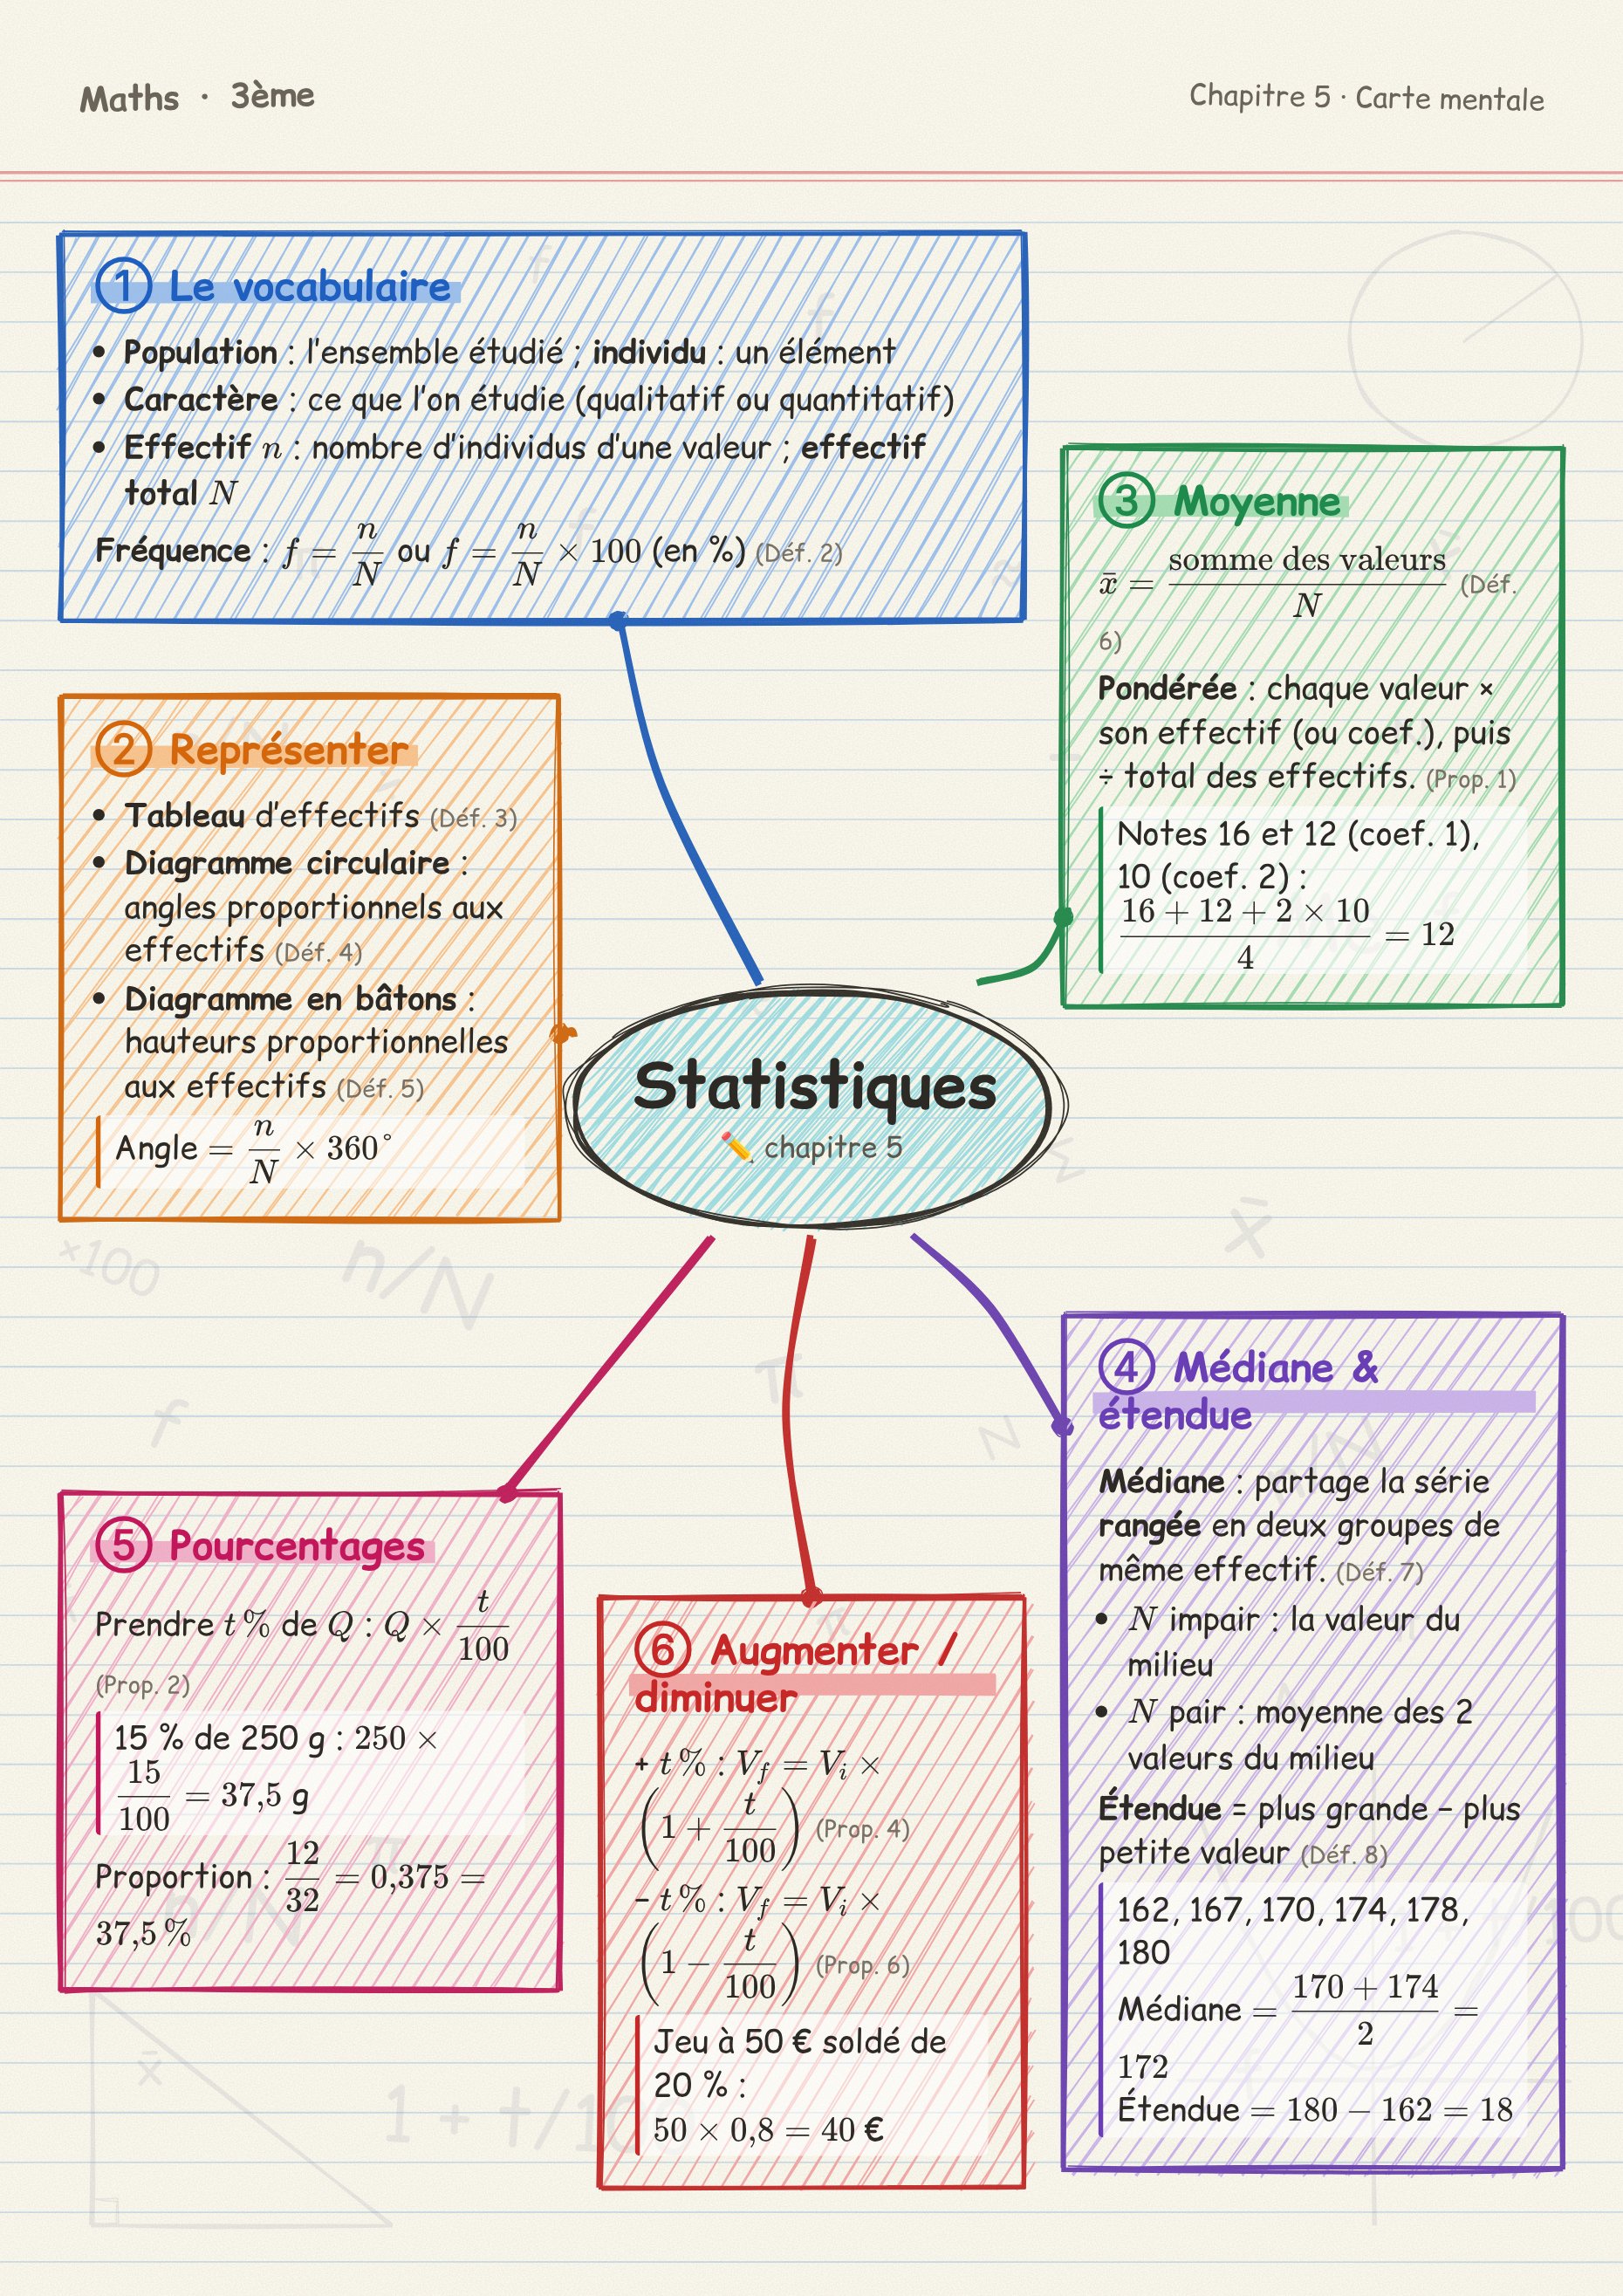 Maths · 3ème
Chapitre 5 · Carte mentale
① Le vocabulaire
• Population : l'ensemble étudié ; individu : un élément
• Caractère : ce que l'on étudie (qualitatif ou quantitatif)
• Effectif n : nombre d'individus d'une valeur ; effectif
total N
Fréquence : f = n/N ou f = n/N × 100 (en %) (Déf. 2)
② Représenter
• Tableau d'effectifs (Déf. 3)
• Diagramme circulaire :
angles proportionnels aux
effectifs (Déf. 4)
• Diagramme en bâtons :
hauteurs proportionnelles
aux effectifs (Déf. 5)
Angle = n/N × 360°
③ Moyenne
x̄ = somme des valeurs/N (Déf.
6)
Pondérée : chaque valeur ×
son effectif (ou coef.), puis
÷ total des effectifs. (Prop. 1)
Notes 16 et 12 (coef. 1),
10 (coef. 2) :
(16 + 12 + 2 × 10)/4 = 12
Statistiques
✏️ chapitre 5
④ Médiane &
étendue
Médiane : partage la série
rangée en deux groupes de
même effectif. (Déf. 7)
• N impair : la valeur du
milieu
• N pair : moyenne des 2
valeurs du milieu
Étendue = plus grande − plus
petite valeur (Déf. 8)
162, 167, 170, 174, 178,
180
Médiane = (170 + 174)/2 =
172
Étendue = 180 − 162 = 18
⑤ Pourcentages
Prendre t % de Q : Q × t/100
(Prop. 2)
15 % de 250 g : 250 ×
15/100 = 37,5 g
Proportion : 12/32 = 0,375 =
37,5 %
⑥ Augmenter /
diminuer
+ t % : V_f = V_i ×
(1 + t/100) (Prop. 4)
− t % : V_f = V_i ×
(1 − t/100) (Prop. 6)
Jeu à 50 € soldé de
20 % :
50 × 0,8 = 40 €
×100
n/N
x̄
f
π
N
x̄
1 + t/10